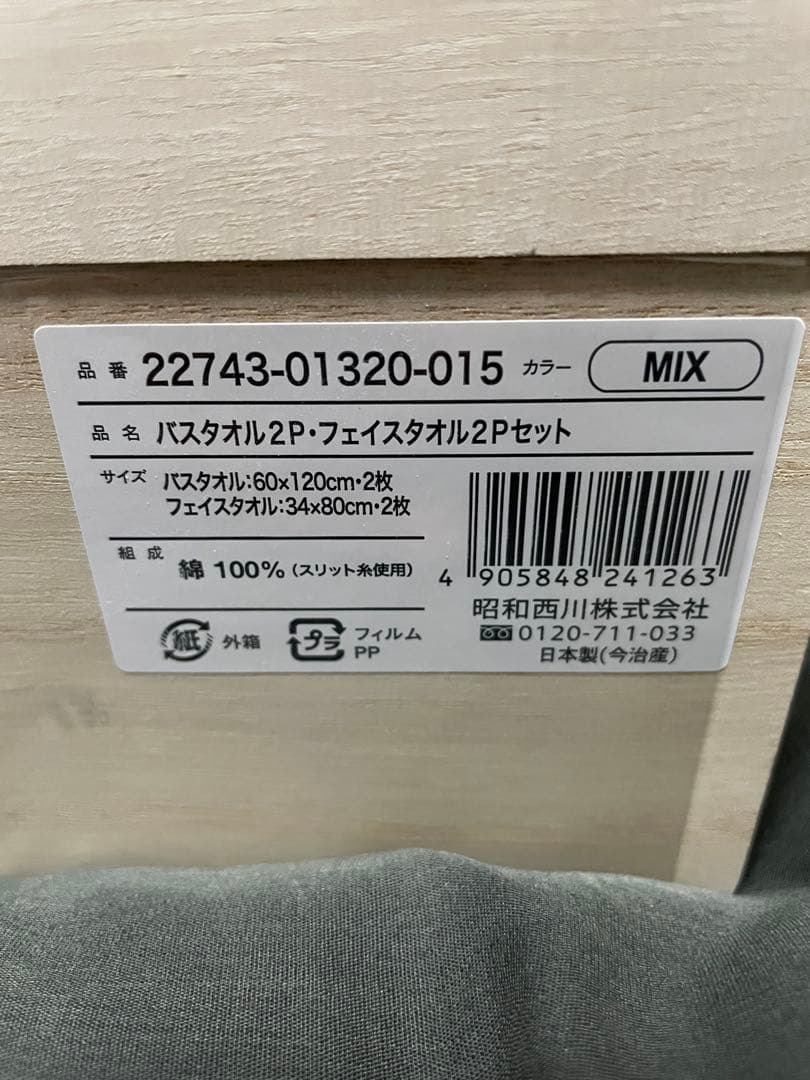 品番 22743-01320-015 カラー MIX
品名 バスタオル2P・フェイスタオル2Pセット
サイズ バスタオル:60×120cm・2枚
フェイスタオル:34×80cm・2枚
組成 綿 100% (スリット糸使用)
4 905848 241263
昭和西川株式会社
0120-711-033
日本製(今治産)
紙 外箱 プラ フィルム
PP